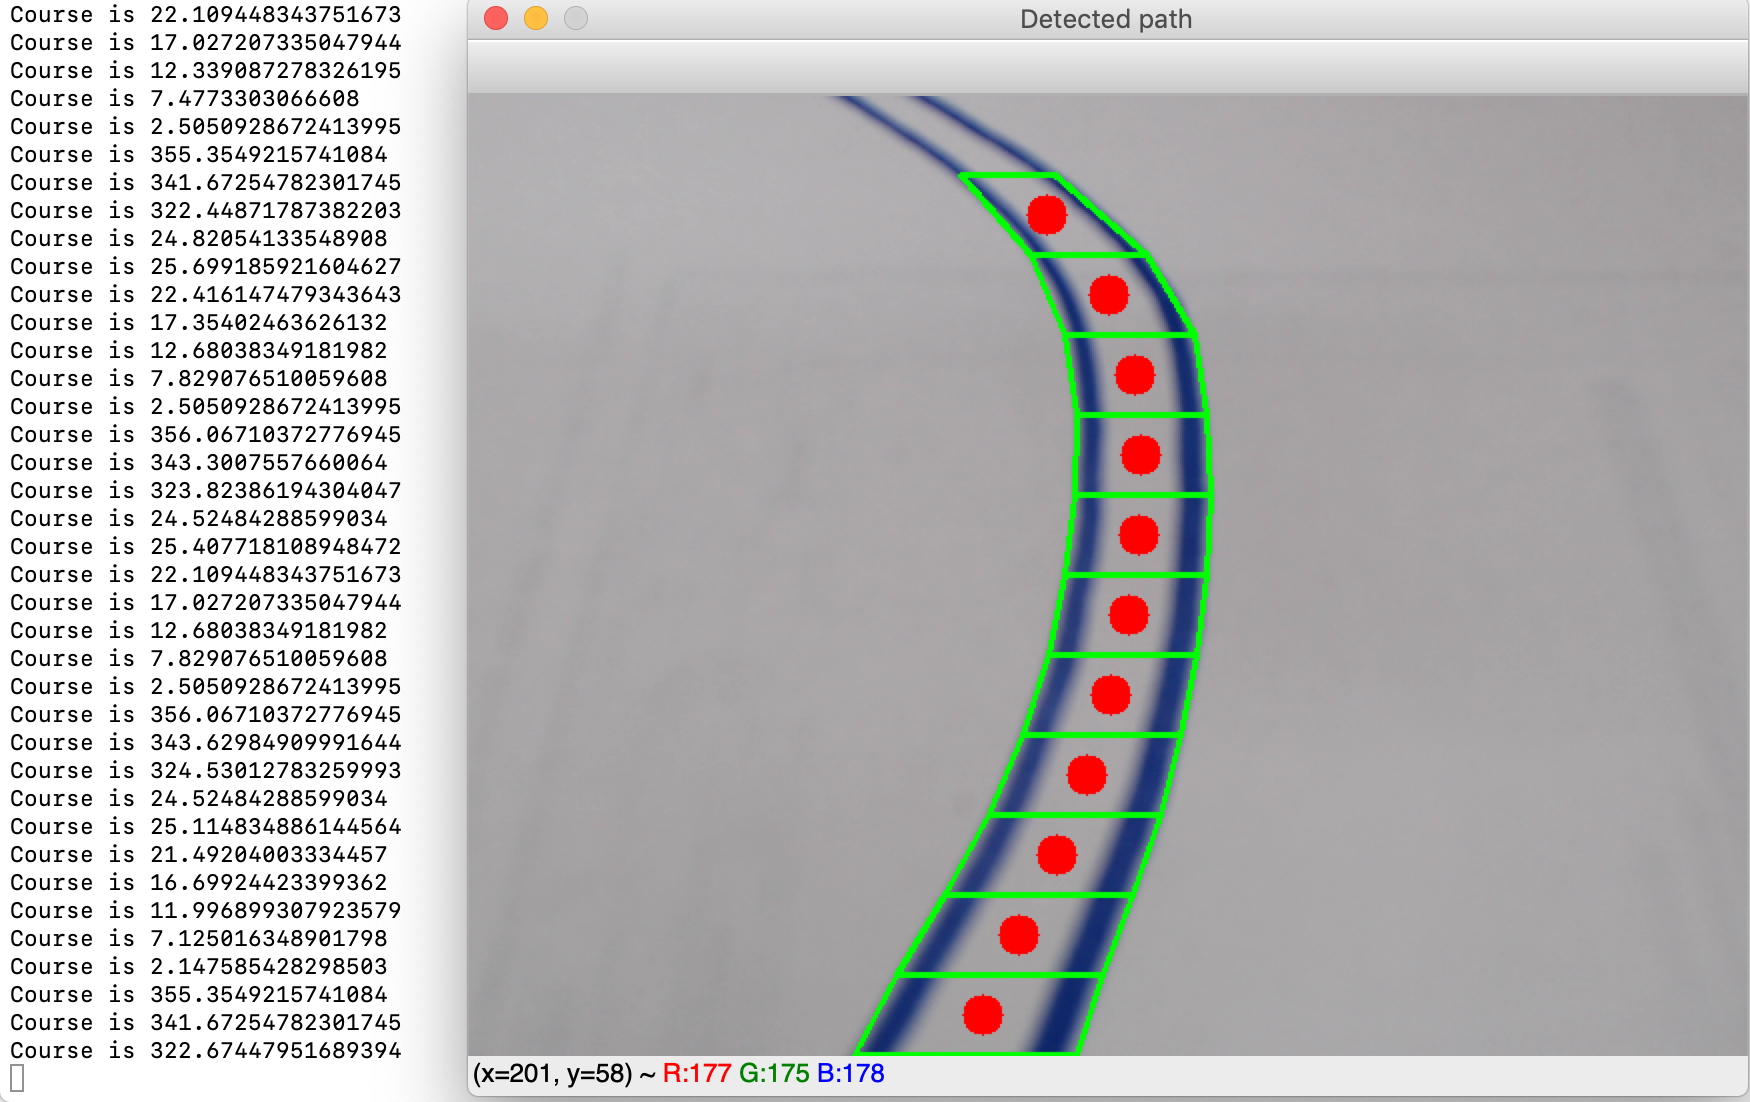 Course is 22.109448343751673
Course is 17.027207335047944
Course is 12.339087278326195
Course is 7.4773303066608
Course is 2.5050928672413995
Course is 355.3549215741084
Course is 341.67254782301745
Course is 322.44871787382203
Course is 24.82054133548908
Course is 25.699185921604627
Course is 22.416147479343643
Course is 17.35402463626132
Course is 12.68038349181982
Course is 7.829076510059608
Course is 2.5050928672413995
Course is 356.06710372776945
Course is 343.3007557660064
Course is 323.82386194304047
Course is 24.52484288599034
Course is 25.407718108948472
Course is 22.109448343751673
Course is 17.027207335047944
Course is 12.68038349181982
Course is 7.829076510059608
Course is 2.5050928672413995
Course is 356.06710372776945
Course is 343.62984909991644
Course is 324.53012783259993
Course is 24.52484288599034
Course is 25.114834886144564
Course is 21.49204003334457
Course is 16.69924423399362
Course is 11.996899307923579
Course is 7.125016348901798
Course is 2.147585428298503
Course is 355.3549215741084
Course is 341.67254782301745
Course is 322.67447951689394
Detected path
(x=201, y=58) ~ R:177 G:175 B:178